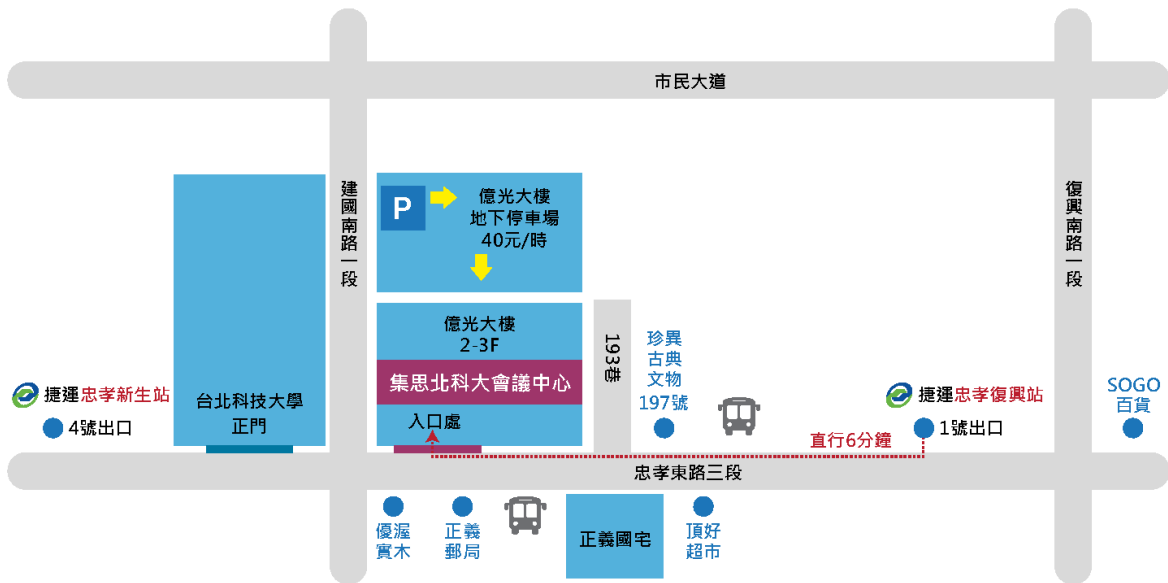 市民大道
建國南路一段
復興南路一段
P
億光大樓
地下停車場
40元/時
億光大樓
2-3F
集思北科大會議中心
入口處
193巷
珍異
古典
文物
197號
捷運忠孝新生站
4號出口
台北科技大學
正門
捷運忠孝復興站
1號出口
SOGO
百貨
直行6分鐘
忠孝東路三段
優渥
實木
正義
郵局
正義國宅
頂好
超市